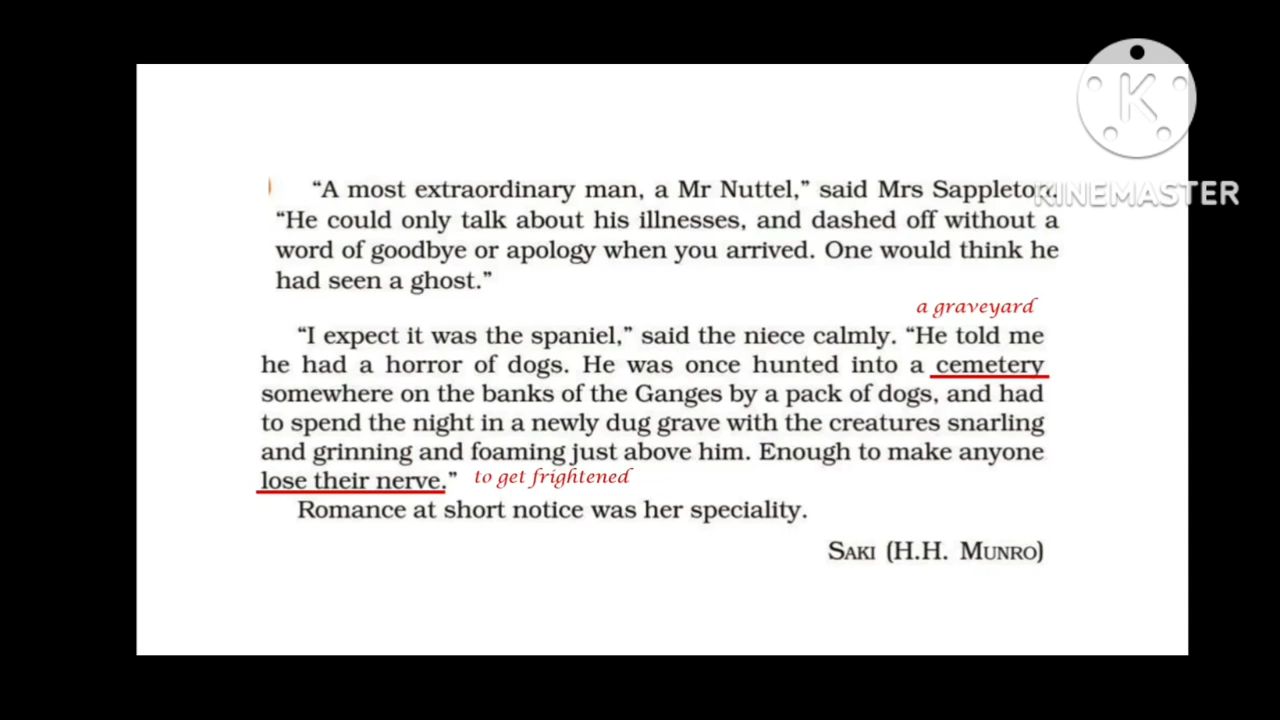 K
KINEMASTER
“A most extraordinary man, a Mr Nuttel,” said Mrs Sappleton,
“He could only talk about his illnesses, and dashed off without a
word of goodbye or apology when you arrived. One would think he
had seen a ghost.”
a graveyard
“I expect it was the spaniel,” said the niece calmly. “He told me
he had a horror of dogs. He was once hunted into a cemetery
somewhere on the banks of the Ganges by a pack of dogs, and had
to spend the night in a newly dug grave with the creatures snarling
and grinning and foaming just above him. Enough to make anyone
lose their nerve.” to get frightened
Romance at short notice was her speciality.
SAKI (H.H. MUNRO)